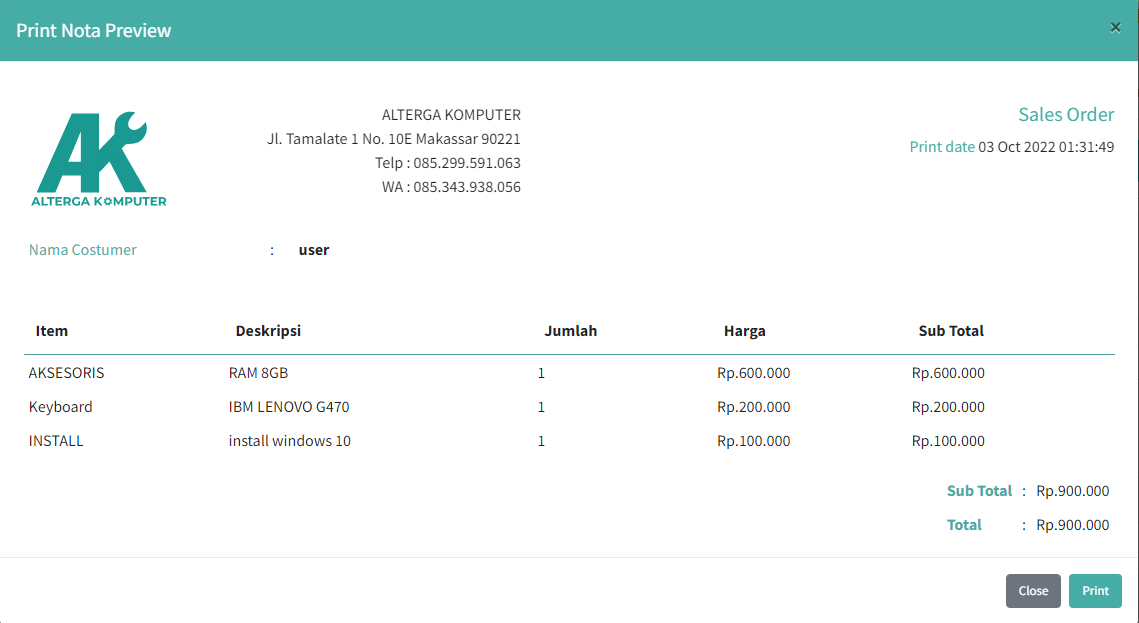 Print Nota Preview
×
AK
ALTERGA KOMPUTER
ALTERGA KOMPUTER
Jl. Tamalate 1 No. 10E Makassar 90221
Telp : 085.299.591.063
WA : 085.343.938.056
Sales Order
Print date 03 Oct 2022 01:31:49
Nama Costumer : user
Item Deskripsi Jumlah Harga Sub Total
AKSESORIS RAM 8GB 1 Rp.600.000 Rp.600.000
Keyboard IBM LENOVO G470 1 Rp.200.000 Rp.200.000
INSTALL install windows 10 1 Rp.100.000 Rp.100.000
Sub Total : Rp.900.000
Total : Rp.900.000
Close Print